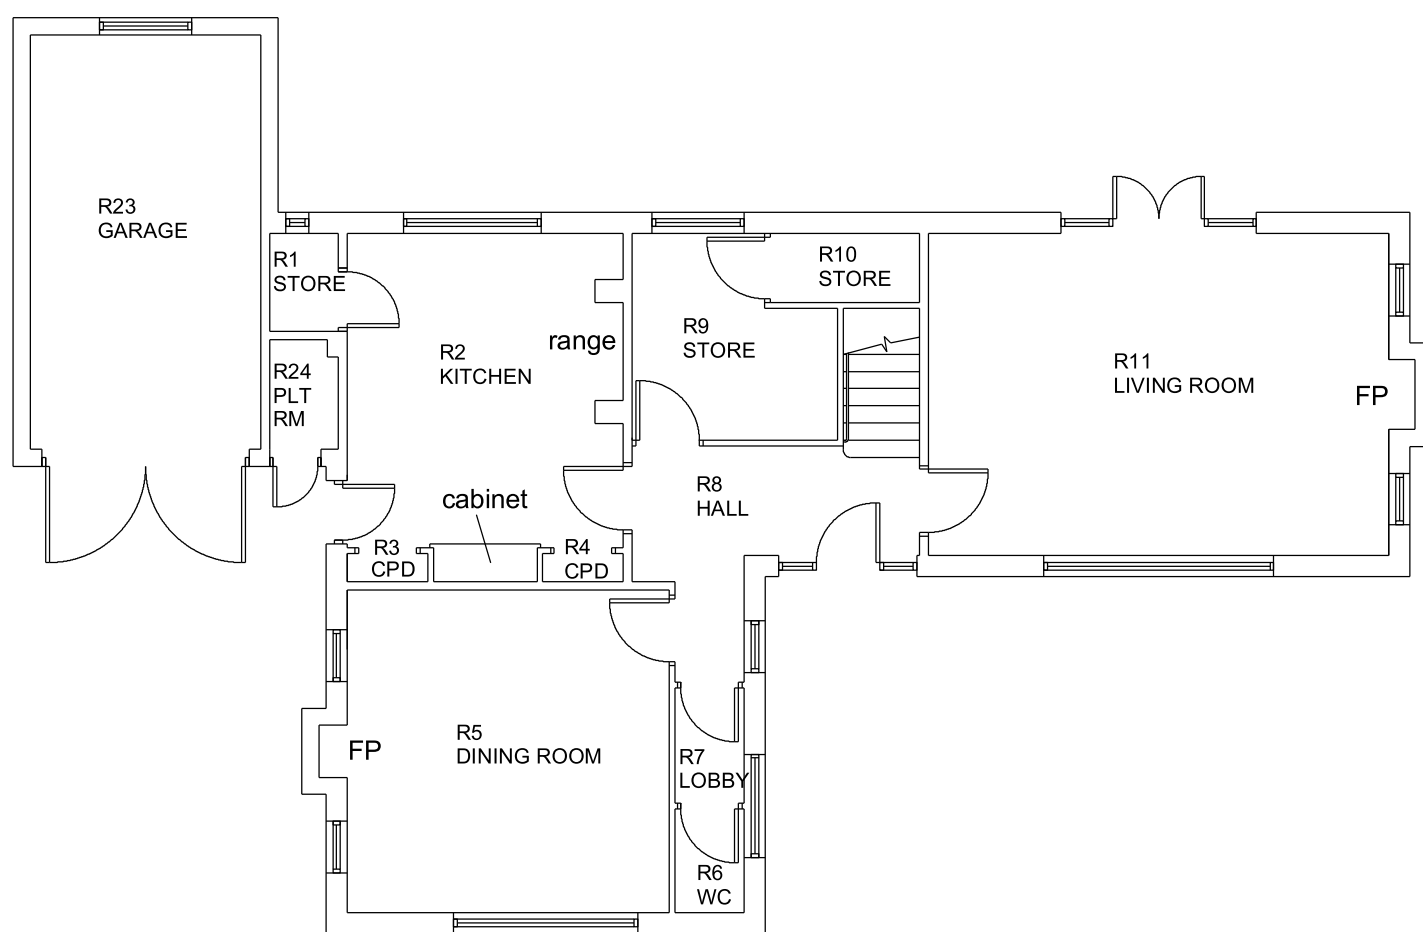 R23
GARAGE
R1
STORE
R10
STORE
R9
STORE
range
R2
KITCHEN
R24
PLT
RM
R11
LIVING ROOM
FP
cabinet
R8
HALL
R3
CPD
R4
CPD
R5
DINING ROOM
FP
R7
LOBBY
R6
WC